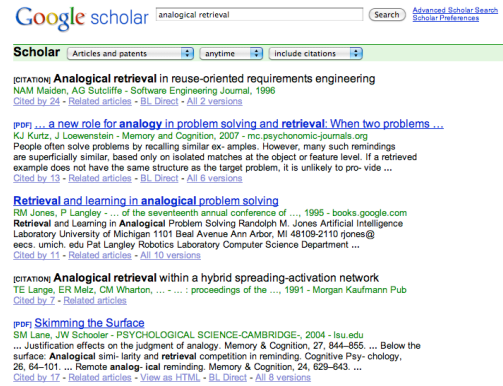 Google scholar analogical retrieval Search Advanced Scholar Search
Scholar Preferences
Scholar Articles and patents anytime include citations
[CITATION] Analogical retrieval in reuse-oriented requirements engineering
NAM Maiden, AG Sutcliffe - Software Engineering Journal, 1996
Cited by 24 - Related articles - BL Direct - All 2 versions
[PDF] ... a new role for analogy in problem solving and retrieval: When two problems ...
KJ Kurtz, J Loewenstein - Memory and Cognition, 2007 - mc.psychonomic-journals.org
People often solve problems by recalling similar ex- amples. However, many such remindings
are superficially similar, based only on isolated matches at the object or feature level. If a retrieved
example does not have the same structure as the target problem, it is unlikely to pro- vide ...
Cited by 13 - Related articles - BL Direct - All 6 versions
Retrieval and learning in analogical problem solving
RM Jones, P Langley - ... of the seventeenth annual conference of ..., 1995 - books.google.com
Retrieval and Learning in Analogical Problem Solving Randolph M. Jones Artificial Intelligence
Laboratory University of Michigan 1101 Beal Avenue Ann Arbor, MI 48109-2110 rjones@
eecs. umich. edu Pat Langley Robotics Laboratory Computer Science Department ...
Cited by 11 - Related articles - All 10 versions
[CITATION] Analogical retrieval within a hybrid spreading-activation network
TE Lange, ER Melz, CM Wharton, ... - ... : proceedings of the ..., 1991 - Morgan Kaufmann Pub
Cited by 7 - Related articles
[PDF] Skimming the Surface
SM Lane, JW Schooler - PSYCHOLOGICAL SCIENCE-CAMBRIDGE-, 2004 - lsu.edu
... Justification effects on the judgment of analogy. Memory & Cognition, 27, 844–855. ... Below the
surface: Analogical simi- larity and retrieval competition in reminding. Cognitive Psy- chology,
26, 64–101. ... Remote analog- ical reminding. Memory & Cognition, 24, 629–643. ...
Cited by 17 - Related articles - View as HTML - BL Direct - All 8 versions